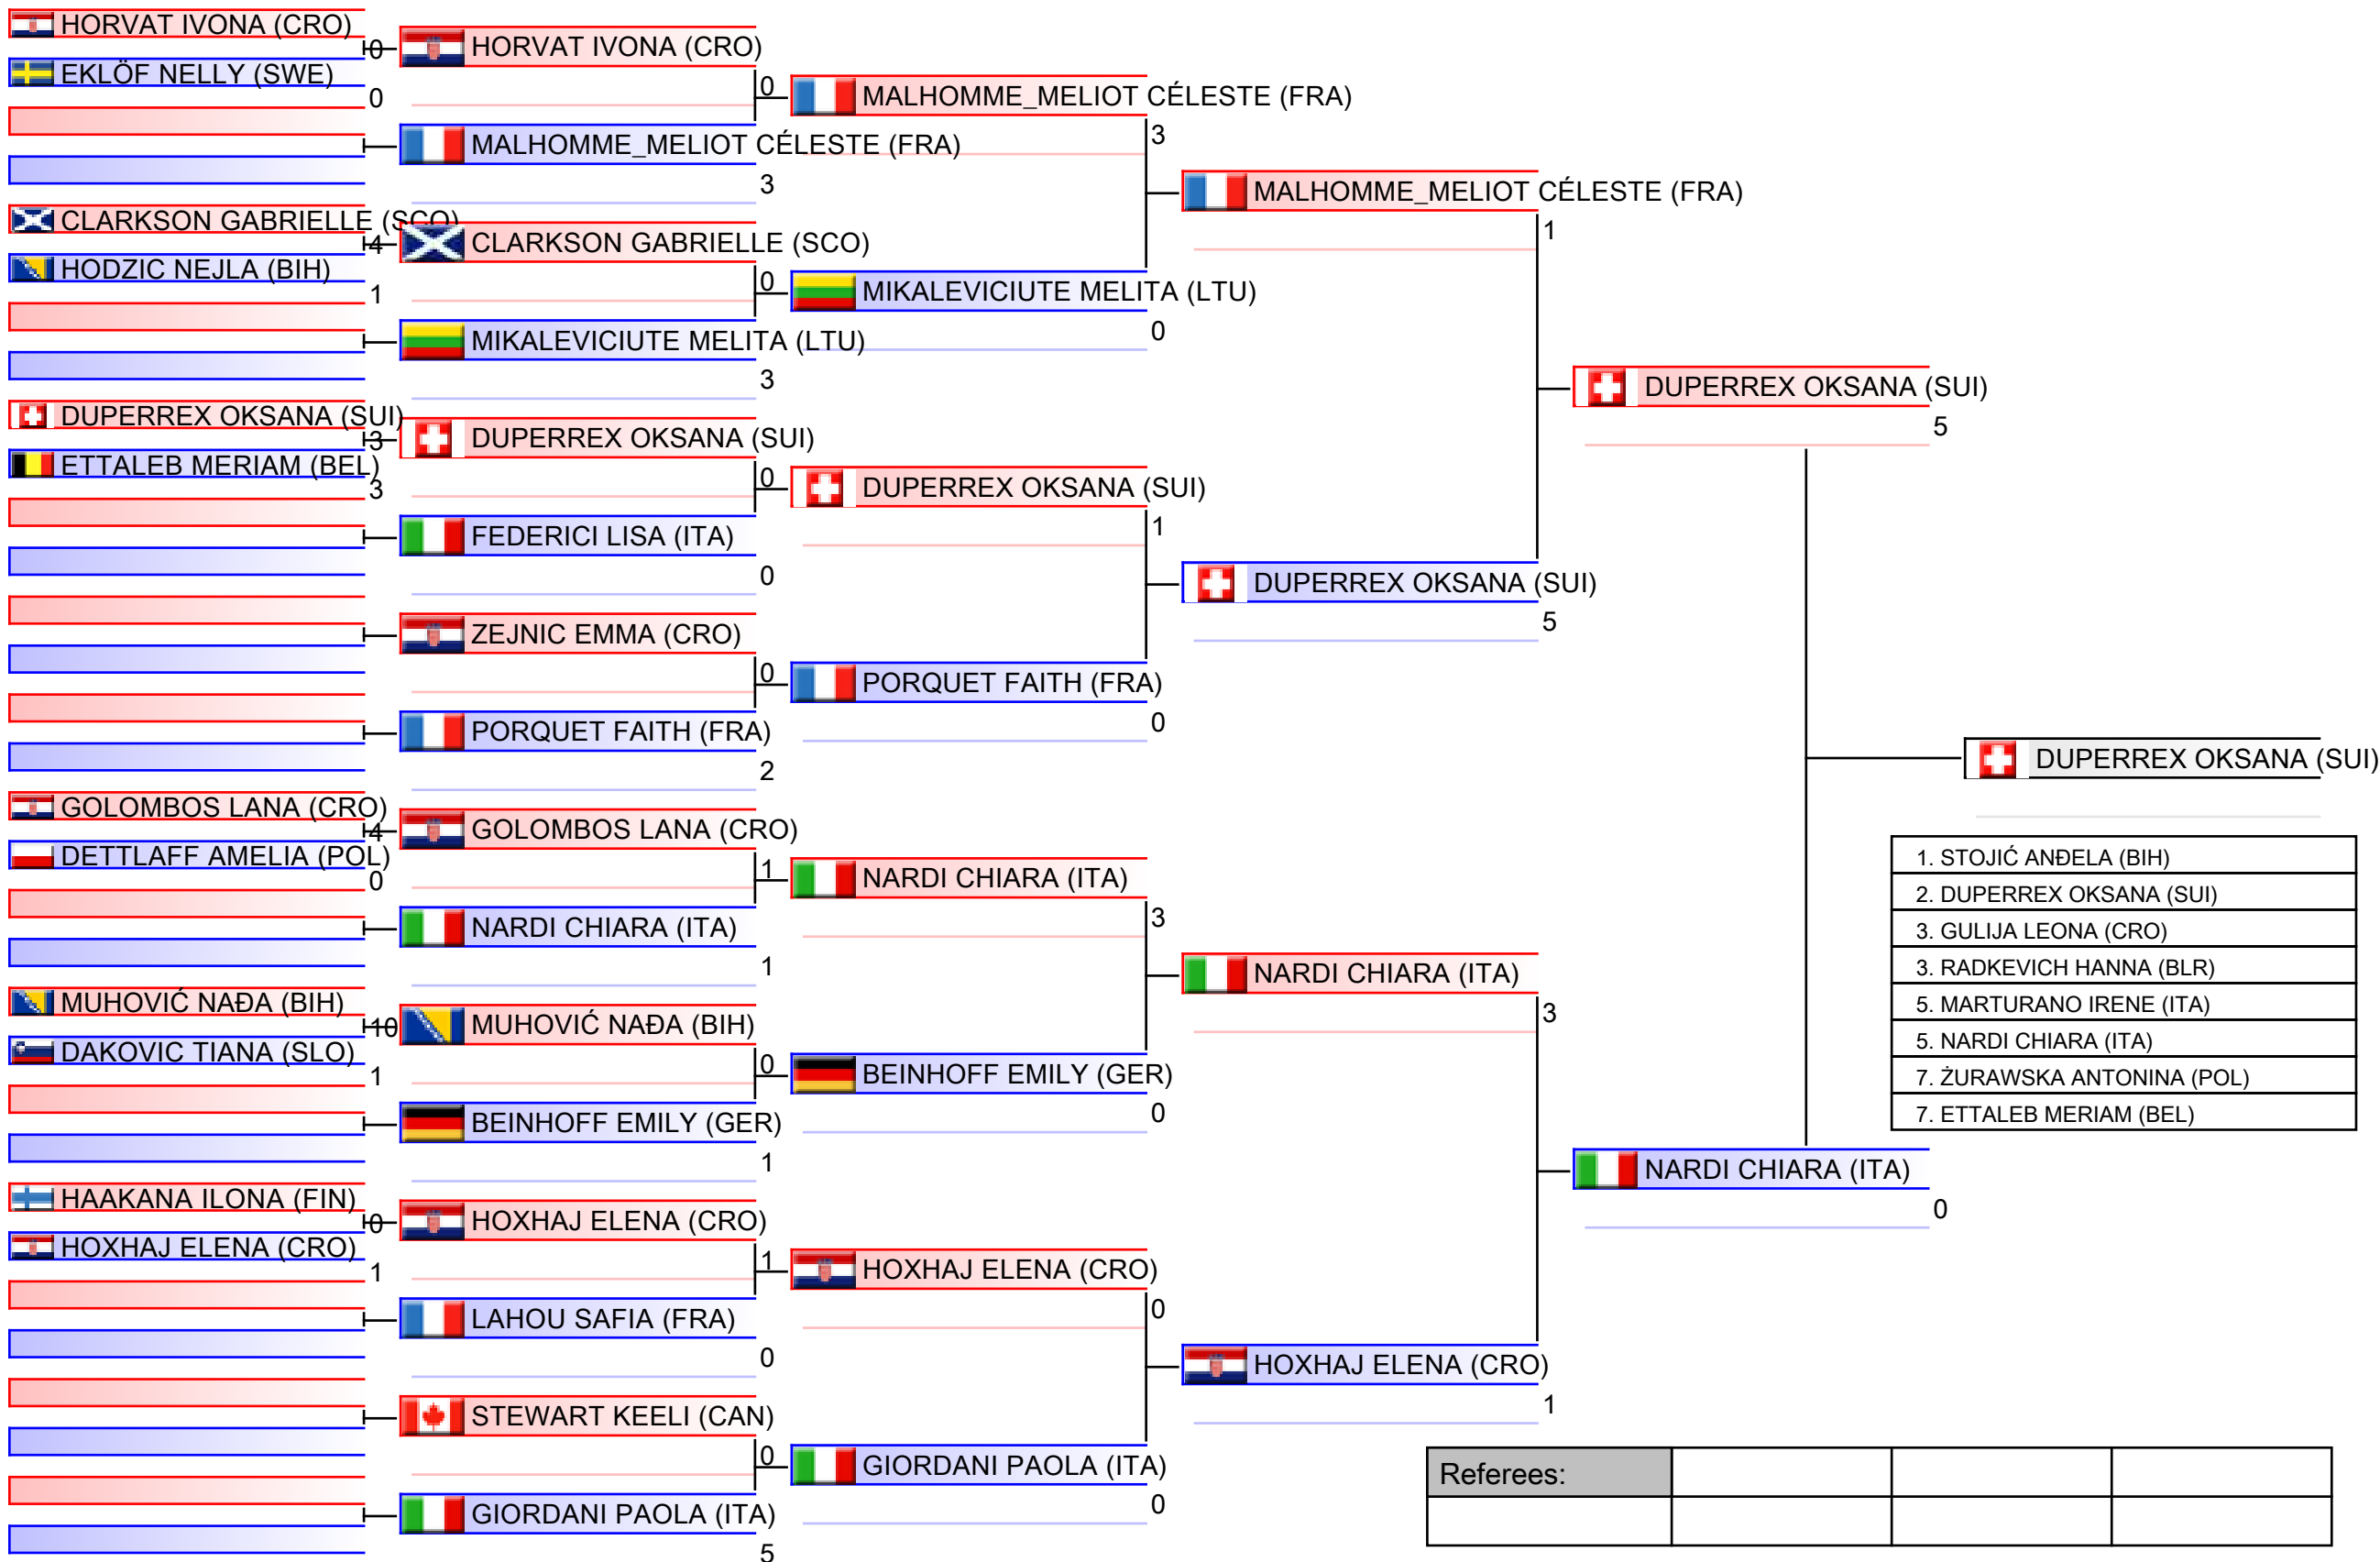 HORVAT IVONA (CRO)
0
EKLÖF NELLY (SWE)
0
CLARKSON GABRIELLE (SCO)
4
HODZIC NEJLA (BIH)
1
DUPERREX OKSANA (SUI)
3
ETTALEB MERIAM (BEL)
3
GOLOMBOS LANA (CRO)
4
DETTLAFF AMELIA (POL)
0
MUHOVIĆ NAĐA (BIH)
10
DAKOVIC TIANA (SLO)
1
HAAKANA ILONA (FIN)
0
HOXHAJ ELENA (CRO)
1
HORVAT IVONA (CRO)
0
MALHOMME_MELIOT CÉLESTE (FRA)
3
CLARKSON GABRIELLE (SCO)
0
MIKALEVICIUTE MELITA (LTU)
3
DUPERREX OKSANA (SUI)
0
FEDERICI LISA (ITA)
0
ZEJNIC EMMA (CRO)
0
PORQUET FAITH (FRA)
2
GOLOMBOS LANA (CRO)
1
NARDI CHIARA (ITA)
1
MUHOVIĆ NAĐA (BIH)
0
BEINHOFF EMILY (GER)
1
HOXHAJ ELENA (CRO)
1
LAHOU SAFIA (FRA)
0
STEWART KEELI (CAN)
0
GIORDANI PAOLA (ITA)
5
MALHOMME_MELIOT CÉLESTE (FRA)
3
MIKALEVICIUTE MELITA (LTU)
0
DUPERREX OKSANA (SUI)
1
PORQUET FAITH (FRA)
0
NARDI CHIARA (ITA)
3
BEINHOFF EMILY (GER)
0
HOXHAJ ELENA (CRO)
0
GIORDANI PAOLA (ITA)
0
MALHOMME_MELIOT CÉLESTE (FRA)
1
DUPERREX OKSANA (SUI)
5
NARDI CHIARA (ITA)
3
HOXHAJ ELENA (CRO)
1
DUPERREX OKSANA (SUI)
5
NARDI CHIARA (ITA)
0
DUPERREX OKSANA (SUI)
1. STOJIĆ ANĐELA (BIH)
2. DUPERREX OKSANA (SUI)
3. GULIJA LEONA (CRO)
3. RADKEVICH HANNA (BLR)
5. MARTURANO IRENE (ITA)
5. NARDI CHIARA (ITA)
7. ŻURAWSKA ANTONINA (POL)
7. ETTALEB MERIAM (BEL)
Referees: